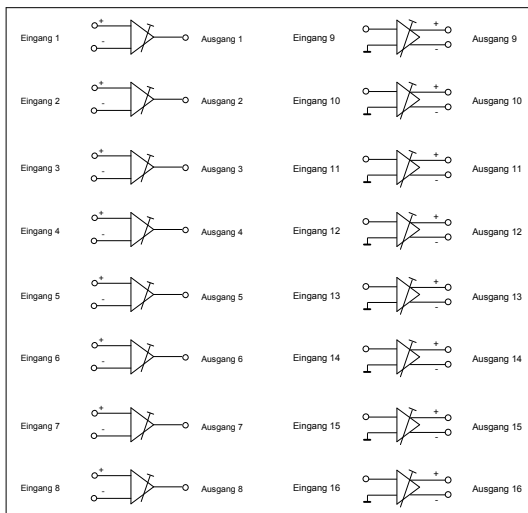 Eingang 1 + - Ausgang 1 Eingang 9 + - Ausgang 9
Eingang 2 + - Ausgang 2 Eingang 10 + - Ausgang 10
Eingang 3 + - Ausgang 3 Eingang 11 + - Ausgang 11
Eingang 4 + - Ausgang 4 Eingang 12 + - Ausgang 12
Eingang 5 + - Ausgang 5 Eingang 13 + - Ausgang 13
Eingang 6 + - Ausgang 6 Eingang 14 + - Ausgang 14
Eingang 7 + - Ausgang 7 Eingang 15 + - Ausgang 15
Eingang 8 + - Ausgang 8 Eingang 16 + - Ausgang 16